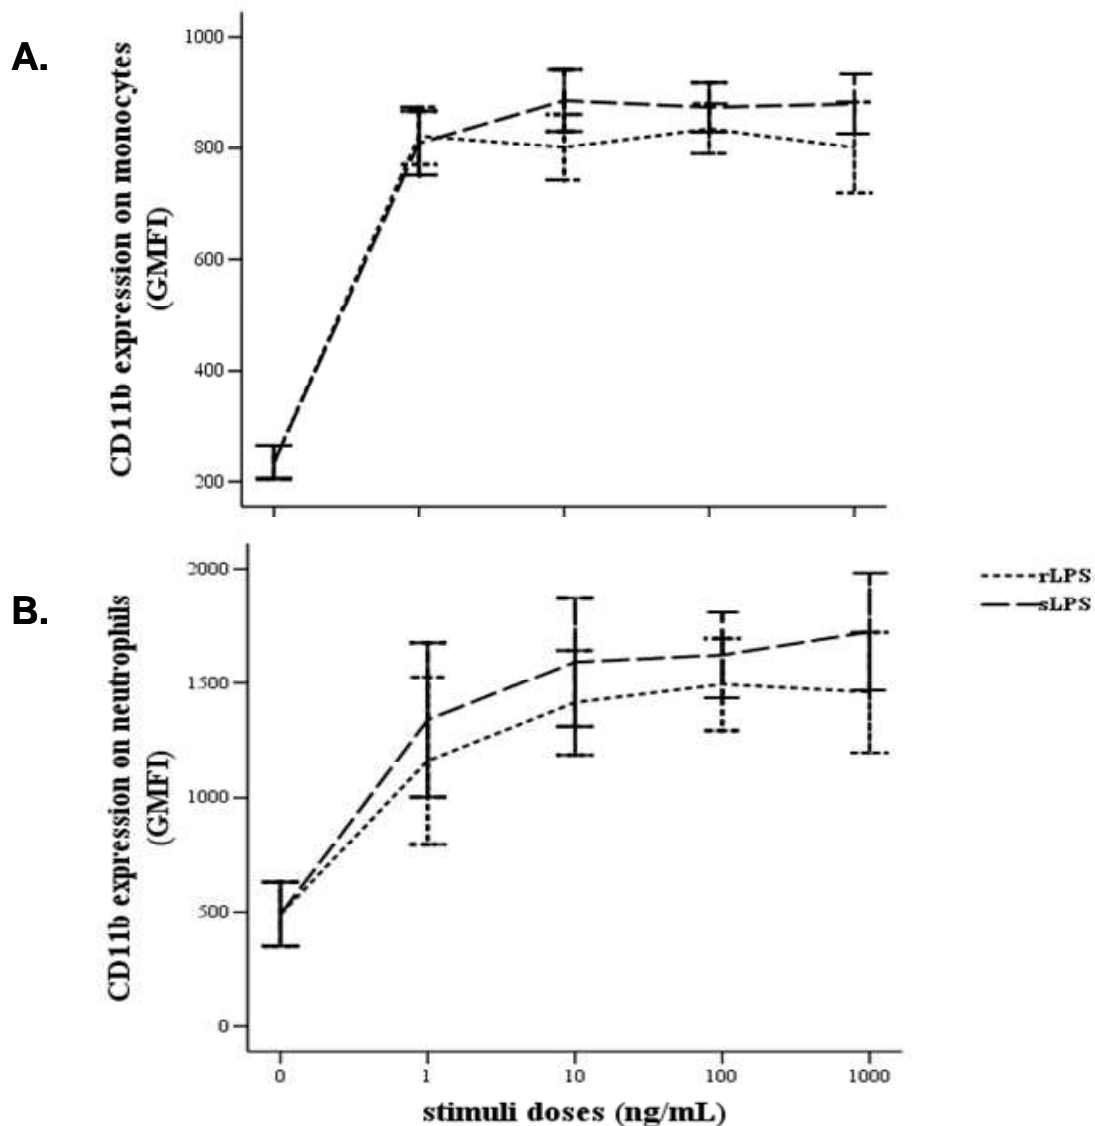 A.
CD11b expression on monocytes
(GMFI)
1000
800
600
400
200
B.
CD11b expression on neutrophils
(GMFI)
2000
1500
1000
500
0
0 1 10 100 1000
stimuli doses (ng/mL)
rLPS
sLPS